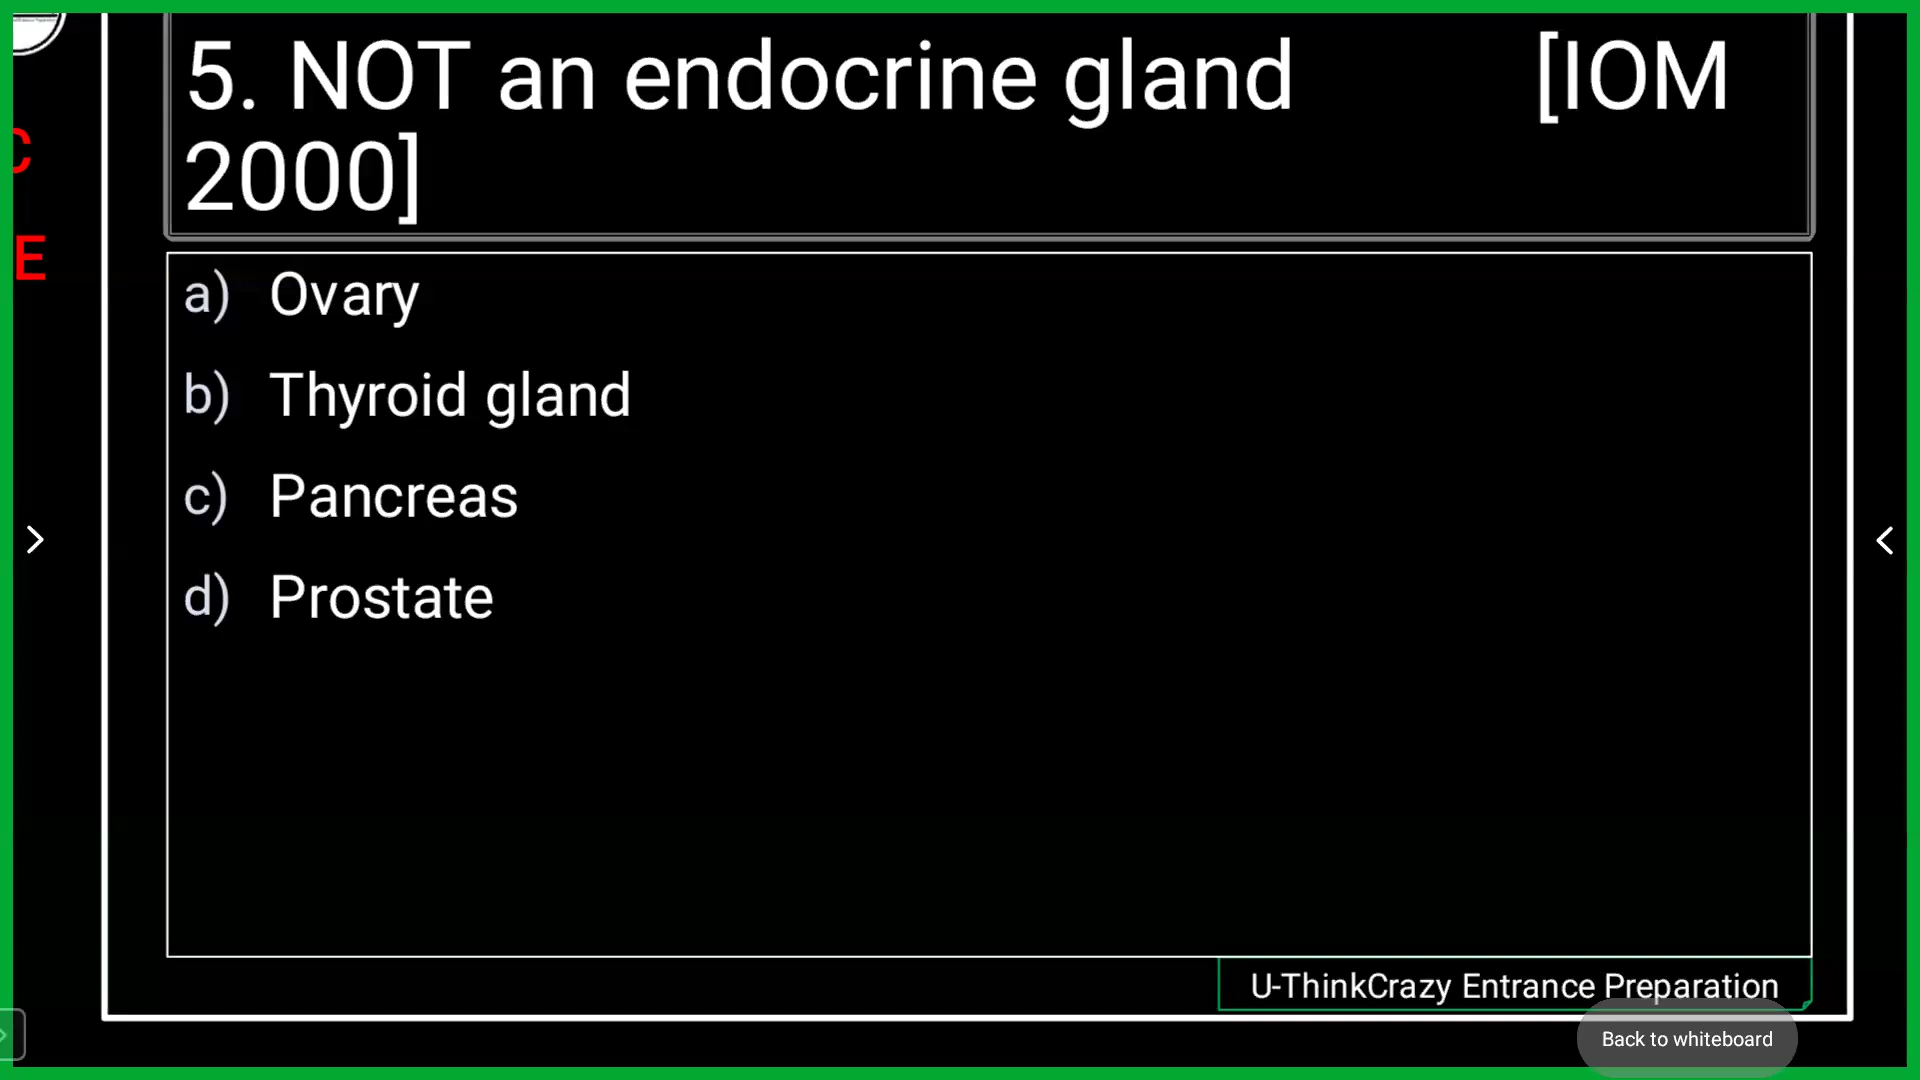 5. NOT an endocrine gland [IOM
2000]
C
E
a) Ovary
b) Thyroid gland
c) Pancreas
d) Prostate
U-ThinkCrazy Entrance Preparation
Back to whiteboard